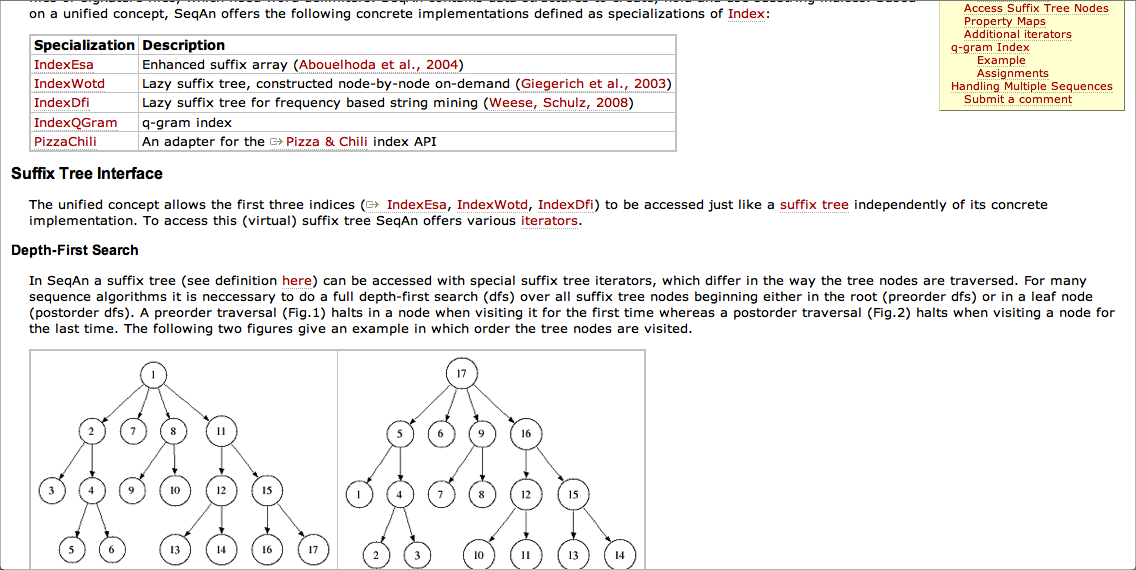 on a unified concept, SeqAn offers the following concrete implementations defined as specializations of Index:
Access Suffix Tree Nodes
Property Maps
Additional iterators
q-gram Index
Example
Assignments
Handling Multiple Sequences
Submit a comment
Specialization Description
IndexEsa Enhanced suffix array (Abouelhoda et al., 2004)
IndexWotd Lazy suffix tree, constructed node-by-node on-demand (Giegerich et al., 2003)
IndexDfi Lazy suffix tree for frequency based string mining (Weese, Schulz, 2008)
IndexQGram q-gram index
PizzaChili An adapter for the Pizza & Chili index API
Suffix Tree Interface
The unified concept allows the first three indices ( IndexEsa, IndexWotd, IndexDfi) to be accessed just like a suffix tree independently of its concrete
implementation. To access this (virtual) suffix tree SeqAn offers various iterators.
Depth-First Search
In SeqAn a suffix tree (see definition here) can be accessed with special suffix tree iterators, which differ in the way the tree nodes are traversed. For many
sequence algorithms it is neccessary to do a full depth-first search (dfs) over all suffix tree nodes beginning either in the root (preorder dfs) or in a leaf node
(postorder dfs). A preorder traversal (Fig.1) halts in a node when visiting it for the first time whereas a postorder traversal (Fig.2) halts when visiting a node for
the last time. The following two figures give an example in which order the tree nodes are visited.
1
2 7 8 11
3 4 9 10 12 15
5 6 13 14 16 17
17
5 6 9 16
1 4 7 8 12 15
2 3 10 11 13 14